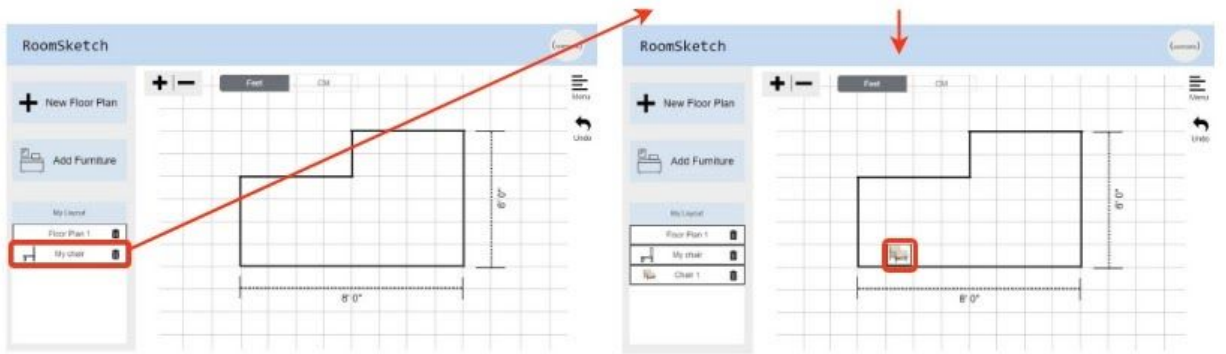 RoomSketch
Feet
CM
New Floor Plan
Menu
Undo
Add Furniture
My Layout
Floor Plan 1
My chair
6' 0"
8' 0"
RoomSketch
Feet
CM
New Floor Plan
Menu
Undo
Add Furniture
My Layout
Floor Plan 1
My chair
Chair 1
6' 0"
8' 0"